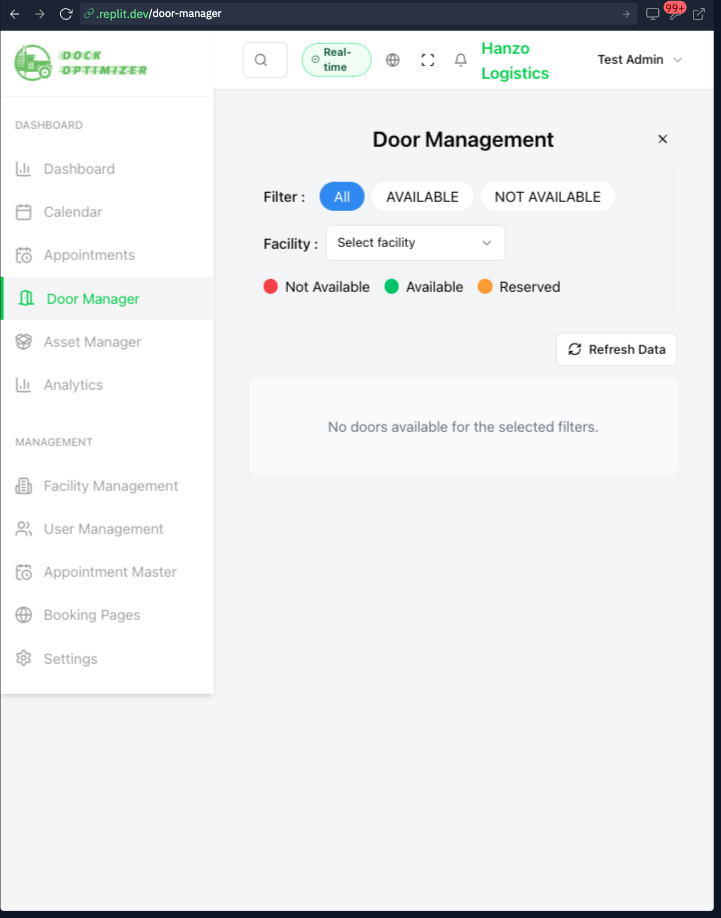 .replit.dev/door-manager
99+
DOCK
OPTIMIZER
Real-
time
Hanzo
Logistics
Test Admin
DASHBOARD
Dashboard
Calendar
Appointments
Door Manager
Asset Manager
Analytics
MANAGEMENT
Facility Management
User Management
Appointment Master
Booking Pages
Settings
Door Management
Filter :
All
AVAILABLE
NOT AVAILABLE
Facility :
Select facility
Not Available
Available
Reserved
Refresh Data
No doors available for the selected filters.